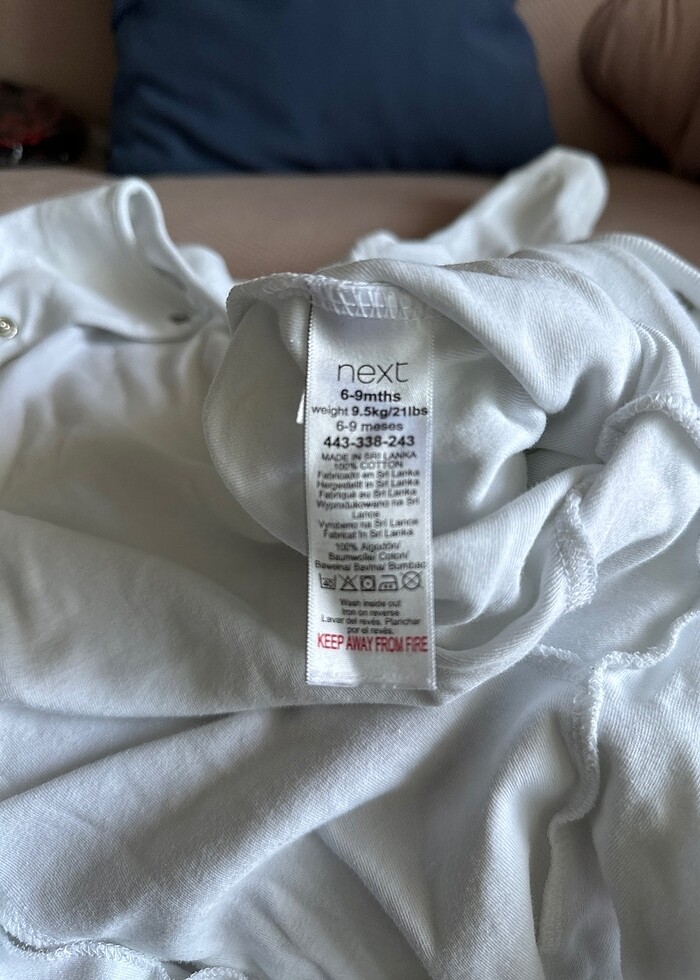 next
6-9mths
weight 9.5kg/21lbs
6-9 meses
443-338-243
MADE IN SRI LANKA
100% COTTON
Fabricado em Sri Lanka
Hergestellt in Sri Lanka
Fabriqué au Sri Lanka
Wyprodukowano na Sri
Lance
Vyrobeno na Srí Lance
Fabricat în Sri Lanka
100% Algodón/
Baumwolle/ Coton/
Bawełna/ Bavlna/ Bumbac
Wash inside out
Iron on reverse
Lavar del revés. Planchar
por el revés.
KEEP AWAY FROM FIRE